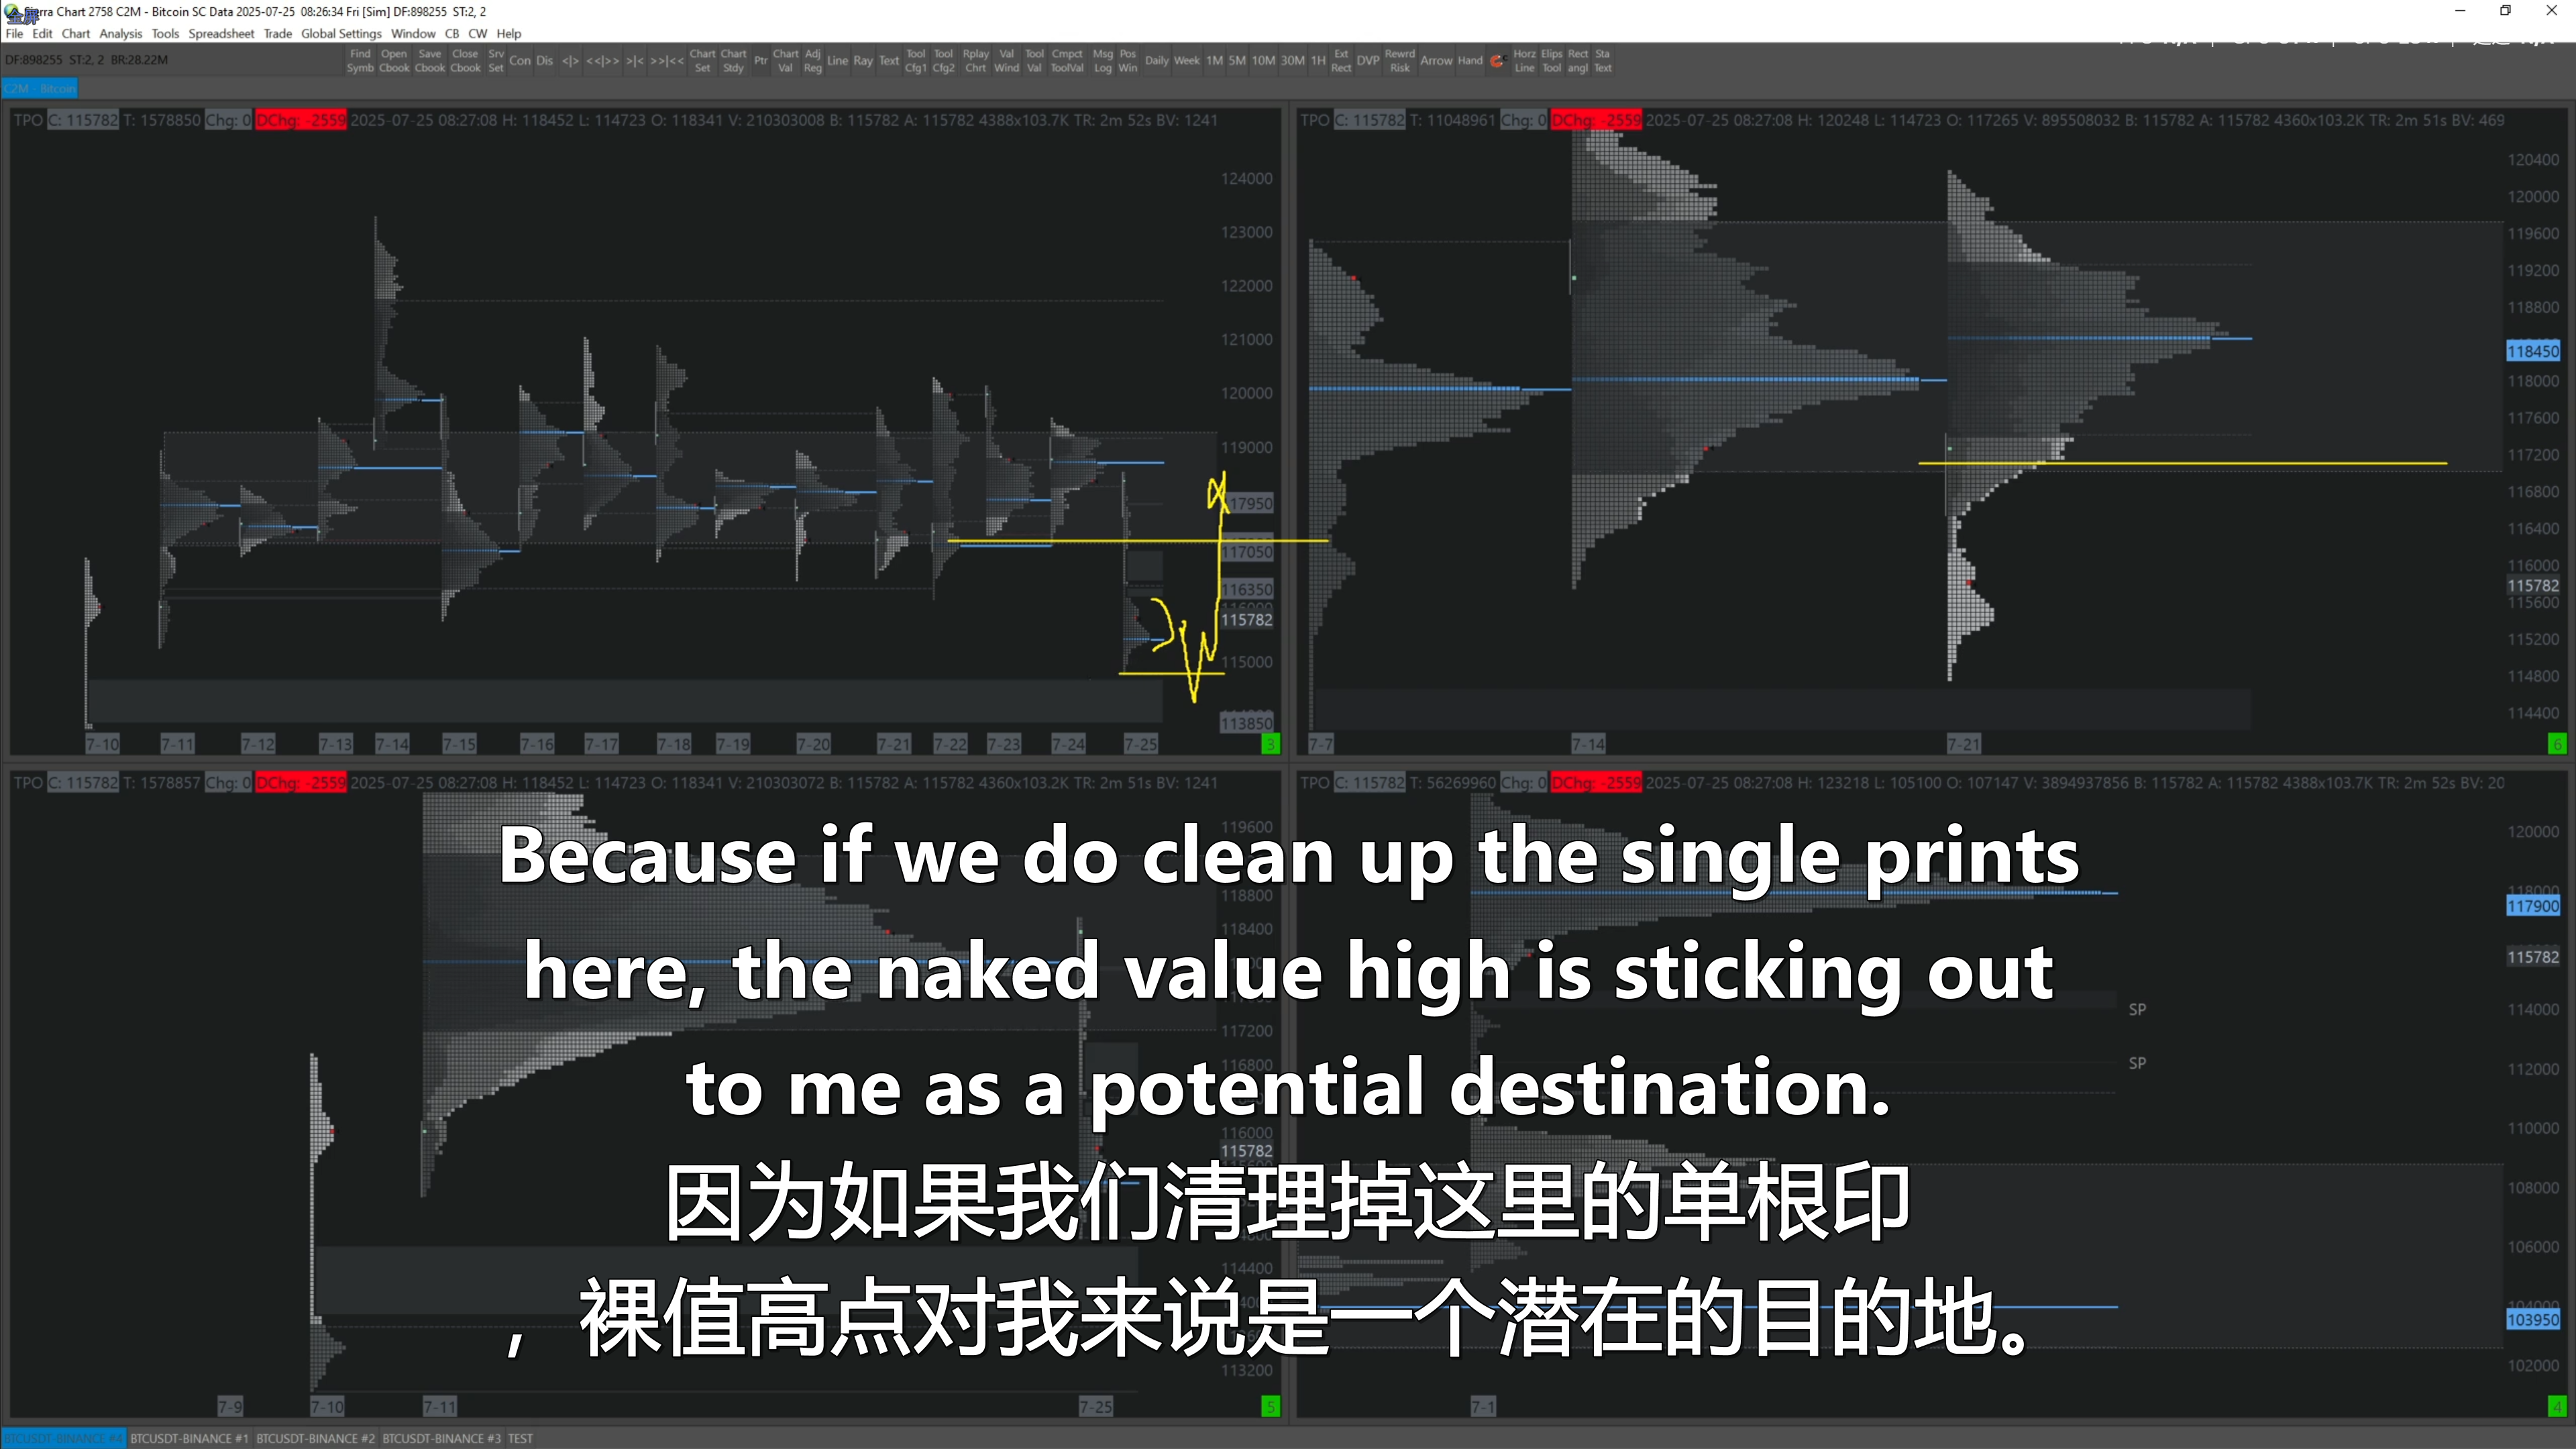 Sierra Chart 2758 C2M - Bitcoin SC Data 2025-07-25 08:26:34 Fri [Sim] DF:898255 ST:2, 2
File Edit Chart Analysis Tools Spreadsheet Trade Global Settings Window CB CW Help
DF:898255 ST:2, 2 BR:28.22M
Find Symb Open Cbook Save Cbook Close Cbook Srv Set Con Dis <|> <<|>> >|< >>|<< Chart Set Chart Stdy Ptr Chart Val Adj Reg Line Ray Text Tool Cfg1 Tool Cfg2 Rplay Chrt Val Wind Tool Val Cmpct ToolVal Msg Log Pos Win Daily Week 1M 5M 10M 30M 1H Ext Rect DVP Rewrd Risk Arrow Hand Horz Line Elips Tool Rect angl Sta Text
C2M - Bitcoin
TPO C: 115782 T: 1578850 Chg: 0 DChg: -2559 2025-07-25 08:27:08 H: 118452 L: 114723 O: 118341 V: 210303008 B: 115782 A: 115782 4388x103.7K TR: 2m 52s BV: 1241
124000
123000
122000
121000
120000
119000
117950
117050
116350
115782
115000
113850
7-10 7-11 7-12 7-13 7-14 7-15 7-16 7-17 7-18 7-19 7-20 7-21 7-22 7-23 7-24 7-25
3
TPO C: 115782 T: 11048961 Chg: 0 DChg: -2559 2025-07-25 08:27:08 H: 120248 L: 114723 O: 117265 V: 895508032 B: 115782 A: 115782 4360x103.2K TR: 2m 51s BV: 469
120400
120000
119600
119200
118800
118450
118000
117600
117200
116800
116400
116000
115782
115600
115200
114800
114400
7-7 7-14 7-21
6
TPO C: 115782 T: 1578857 Chg: 0 DChg: -2559 2025-07-25 08:27:08 H: 118452 L: 114723 O: 118341 V: 210303072 B: 115782 A: 115782 4360x103.7K TR: 2m 51s BV: 1241
119600
118800
118400
117200
116800
116000
115782
114400
113200
7-9 7-10 7-11 7-25
5
TPO C: 115782 T: 56269960 Chg: 0 DChg: -2559 2025-07-25 08:27:08 H: 123218 L: 105100 O: 107147 V: 3894937856 B: 115782 A: 115782 4388x103.7K TR: 2m 52s BV: 20
120000
118000
117900
115782
SP
114000
SP
112000
110000
108000
106000
104000
103950
102000
7-1
4
Because if we do clean up the single prints
here, the naked value high is sticking out
to me as a potential destination.
因为如果我们清理掉这里的单根印
，裸值高点对我来说是一个潜在的目的地。
BTCUSDT-BINANCE #4 BTCUSDT-BINANCE #1 BTCUSDT-BINANCE #2 BTCUSDT-BINANCE #3 TEST